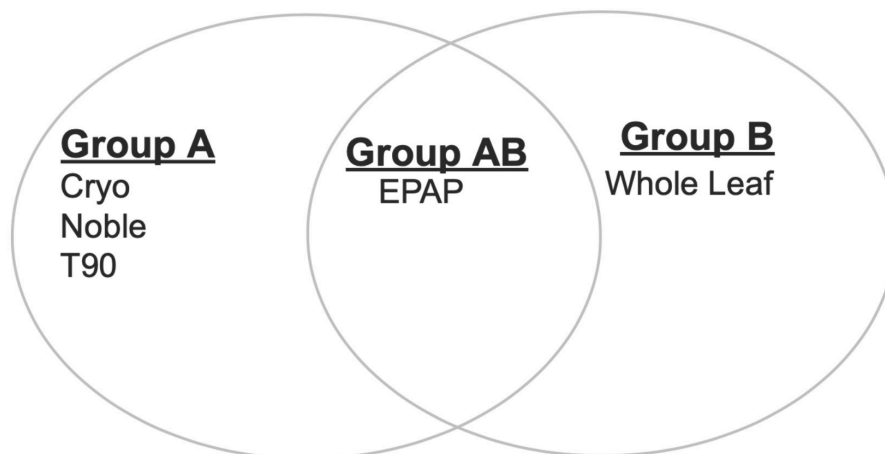 Group A
Cryo
Noble
T90
Group AB
EPAP
Group B
Whole Leaf